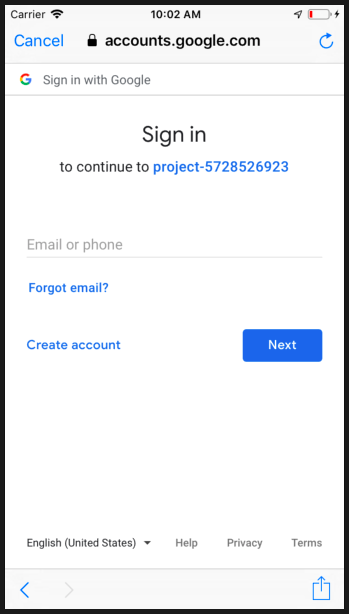 Carrier 10:02 AM
Cancel accounts.google.com
Sign in with Google
Sign in
to continue to project-5728526923
Email or phone
Forgot email?
Create account Next
English (United States) Help Privacy Terms